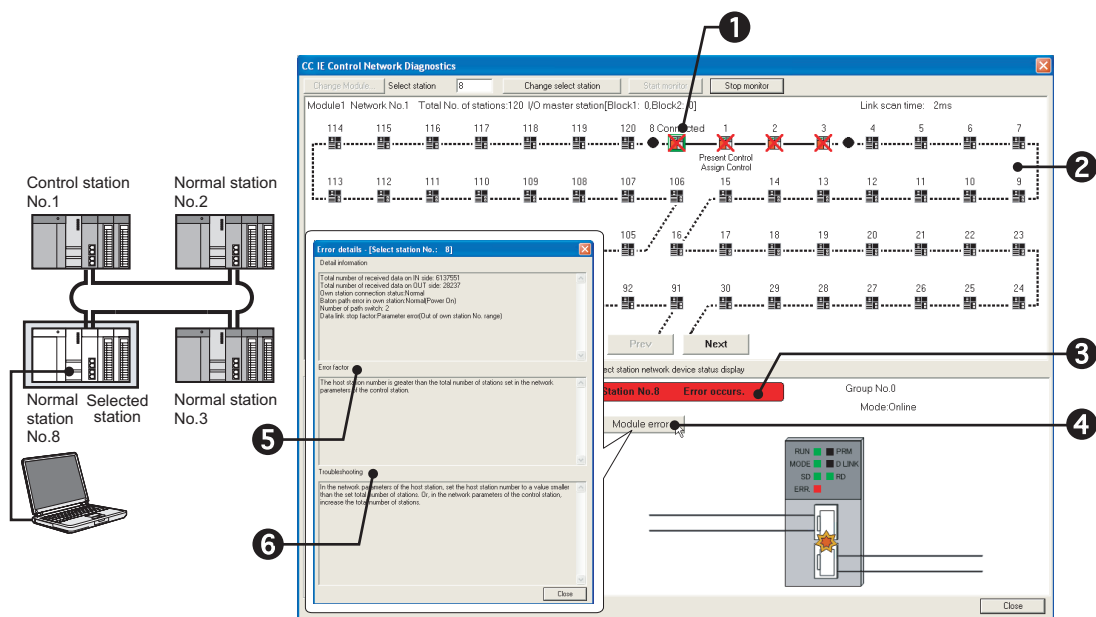 1
CC IE Control Network Diagnostics
Change Module... Select station 8 Change select station Start monitor Stop monitor
Module1 Network No.1 Total No. of stations:120 I/O master station[Block1: 0,Block2: 0] Link scan time: 2ms
114 115 116 117 118 119 120 8 Connected 1 2 3 4 5 6 7
Present Control
Assign Control
2
113 112 111 110 109 108 107 106 15 14 13 12 11 10 9
105 16 17 18 19 20 21 22 23
92 91 30 29 28 27 26 25 24
Prev Next
3
ect station network device status display
Station No.8 Error occurs.
Group No.0
Mode:Online
Module error
4
RUN PRM
MODE D LINK
SD RD
ERR.
Close
Control station
No.1
Normal station
No.2
Normal
station
No.8
Selected
station
Normal station
No.3
Error details - [Select station No.: 8]
Detail information
Total number of received data on IN side: 6137551
Total number of received data on OUT side: 28237
Own station connection status:Normal
Baton path error in own station:Normal(Power On)
Number of path switch: 2
Data link stop factor:Parameter error(Out of own station No. range)
5
Error factor
The host station number is greater than the total number of stations set in the network
parameters of the control station.
6
Troubleshooting
In the network parameters of the host station, set the host station number to a value smaller
than the set total number of stations. Or, in the network parameters of the control station,
increase the total number of stations.
Close